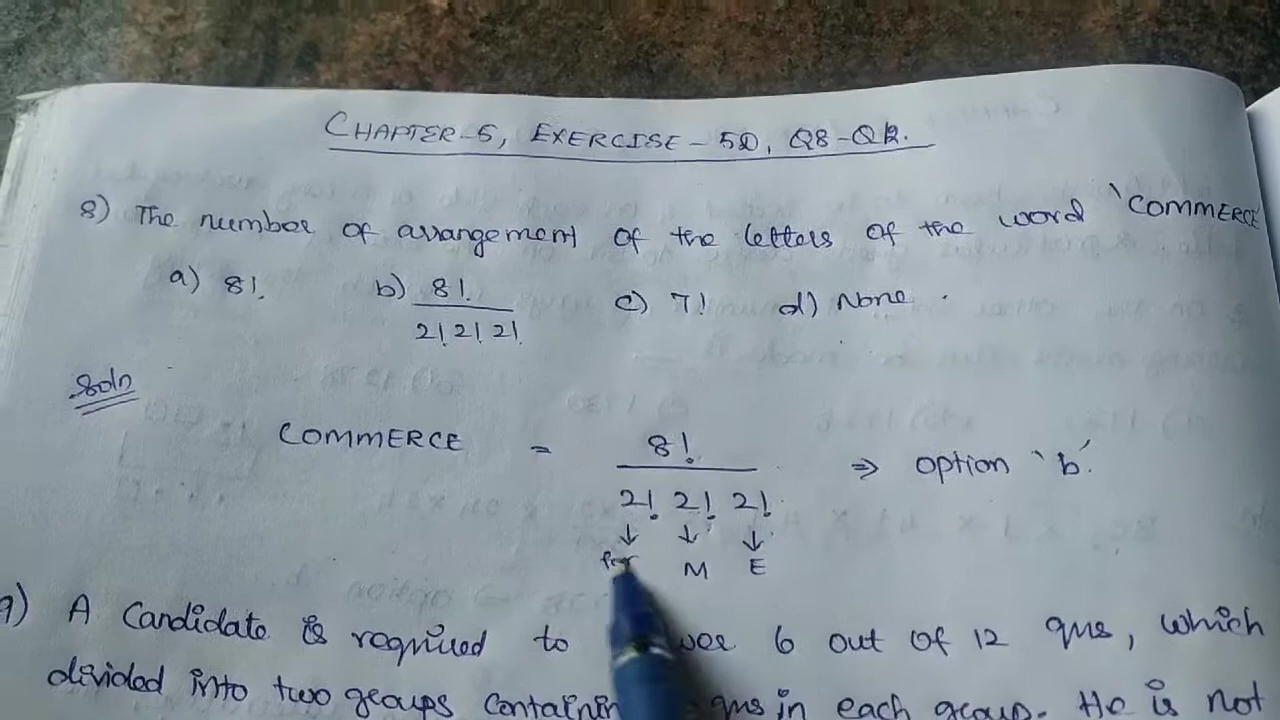 CHAPTER-5, EXERCISE-5D, Q8-Q12.
8) The number of arrangement of the letters of the word 'COMMERCE
a) 8! b) 8! / 2! 2! 2! c) 7! d) None.
Soln
COMMERCE = 8! / 2! 2! 2! ⇒ option 'b'.
↓ ↓ ↓
for M E
9) A Candidate is required to 6 out of 12 qns, which
divided into two groups qns in each group. He is not